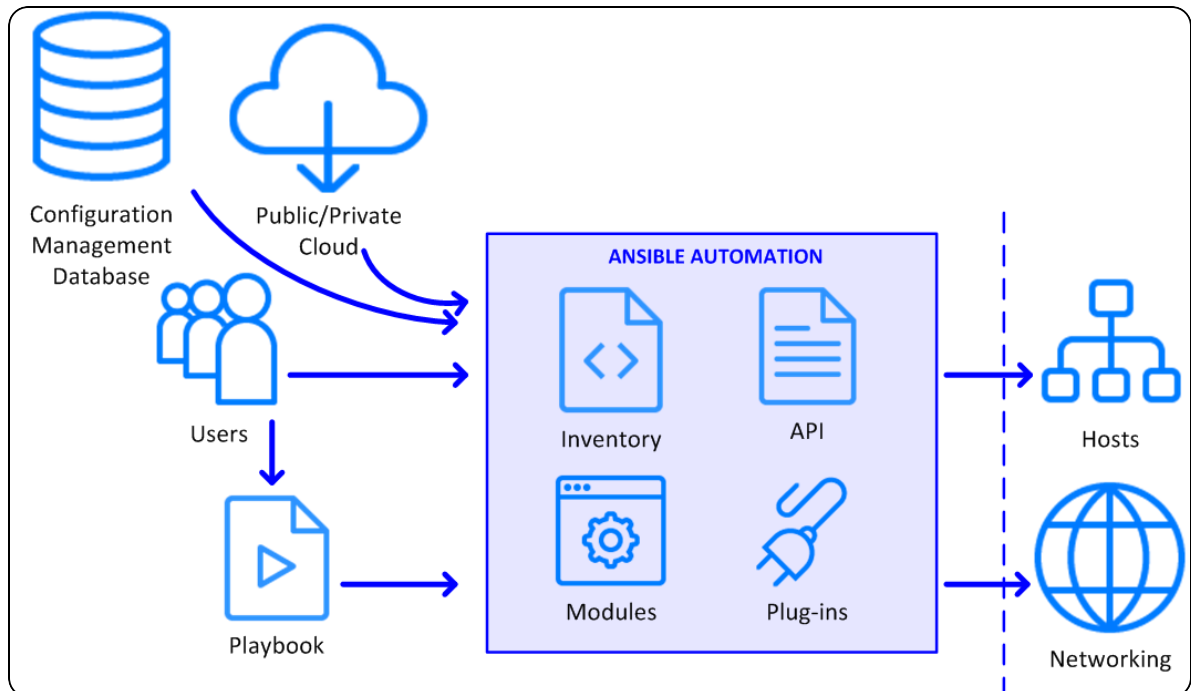 Configuration
Management
Database
Public/Private
Cloud
ANSIBLE AUTOMATION
Users
Inventory
API
Hosts
Playbook
Modules
Plug-ins
Networking